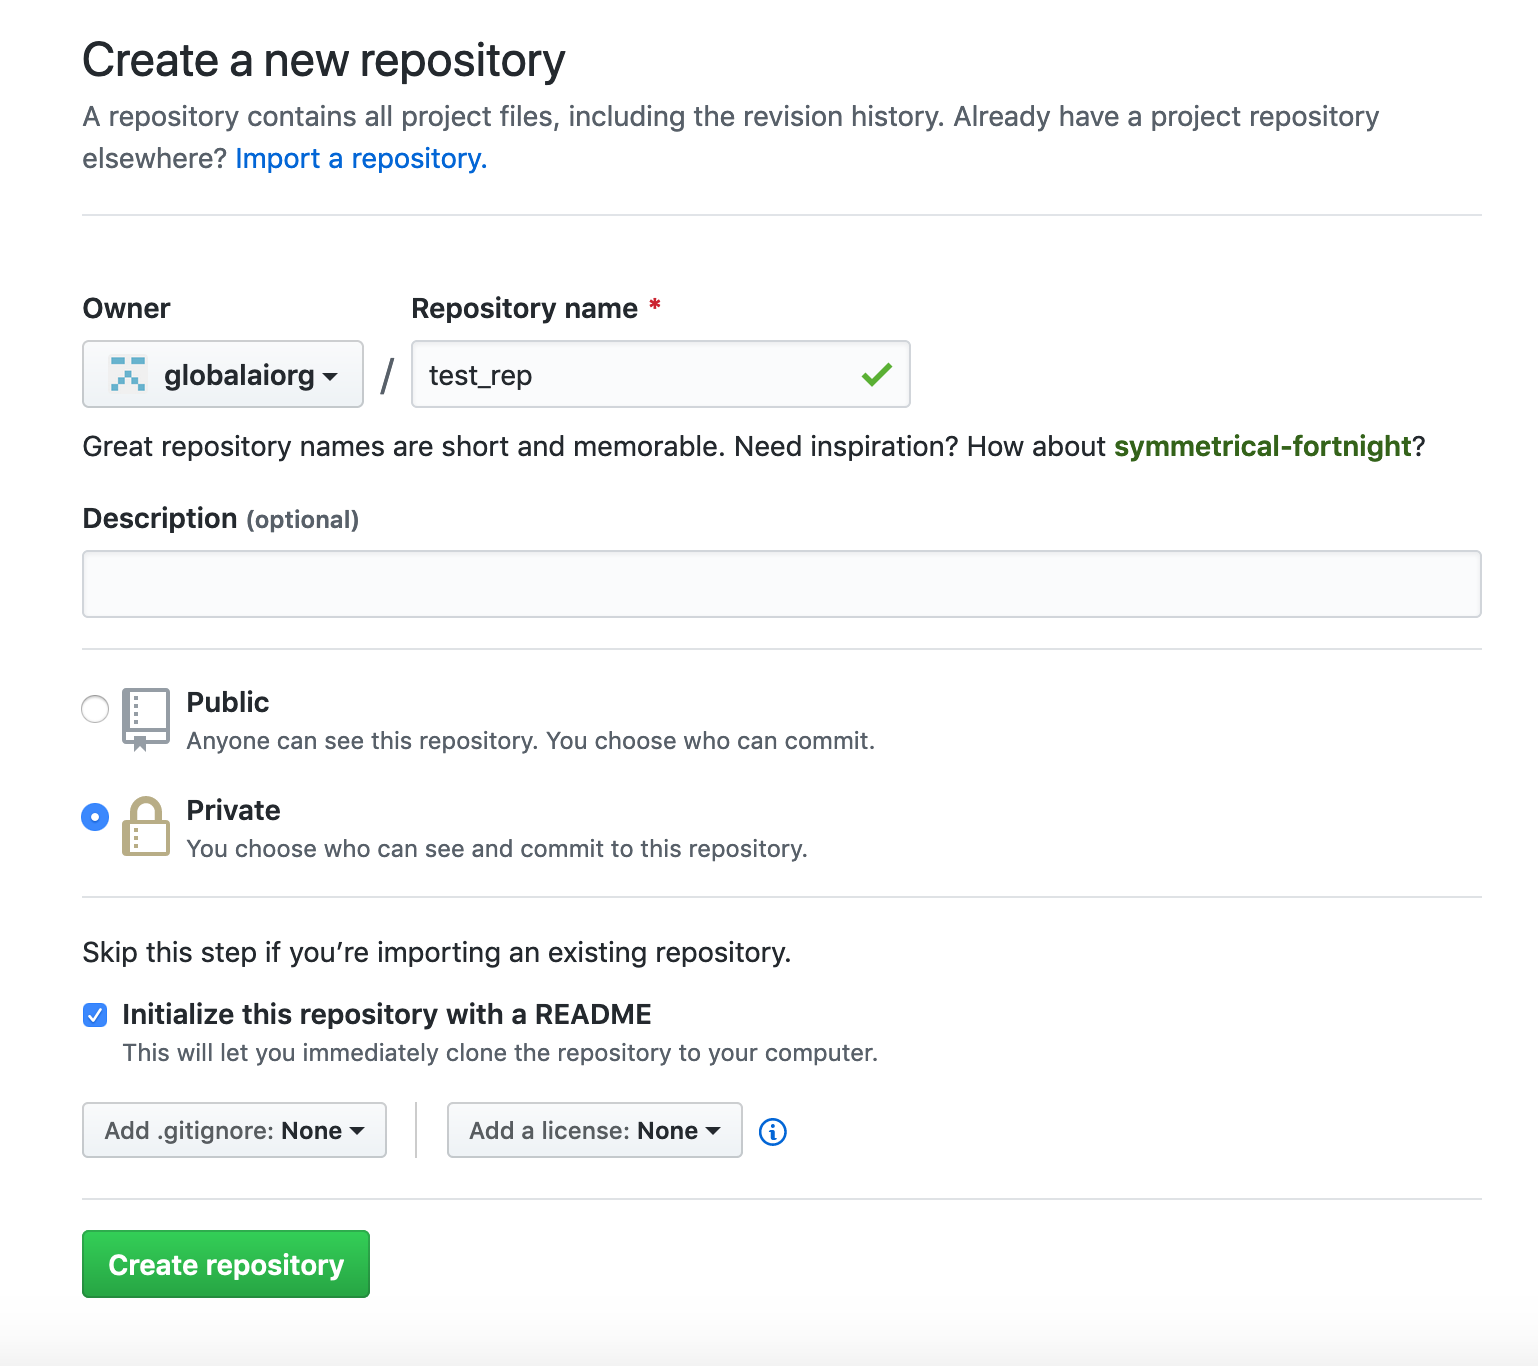 Create a new repository
A repository contains all project files, including the revision history. Already have a project repository
elsewhere? Import a repository.
Owner
Repository name *
globalaiorg / test_rep
Great repository names are short and memorable. Need inspiration? How about symmetrical-fortnight?
Description (optional)
Public
Anyone can see this repository. You choose who can commit.
Private
You choose who can see and commit to this repository.
Skip this step if you’re importing an existing repository.
Initialize this repository with a README
This will let you immediately clone the repository to your computer.
Add .gitignore: None
Add a license: None
Create repository